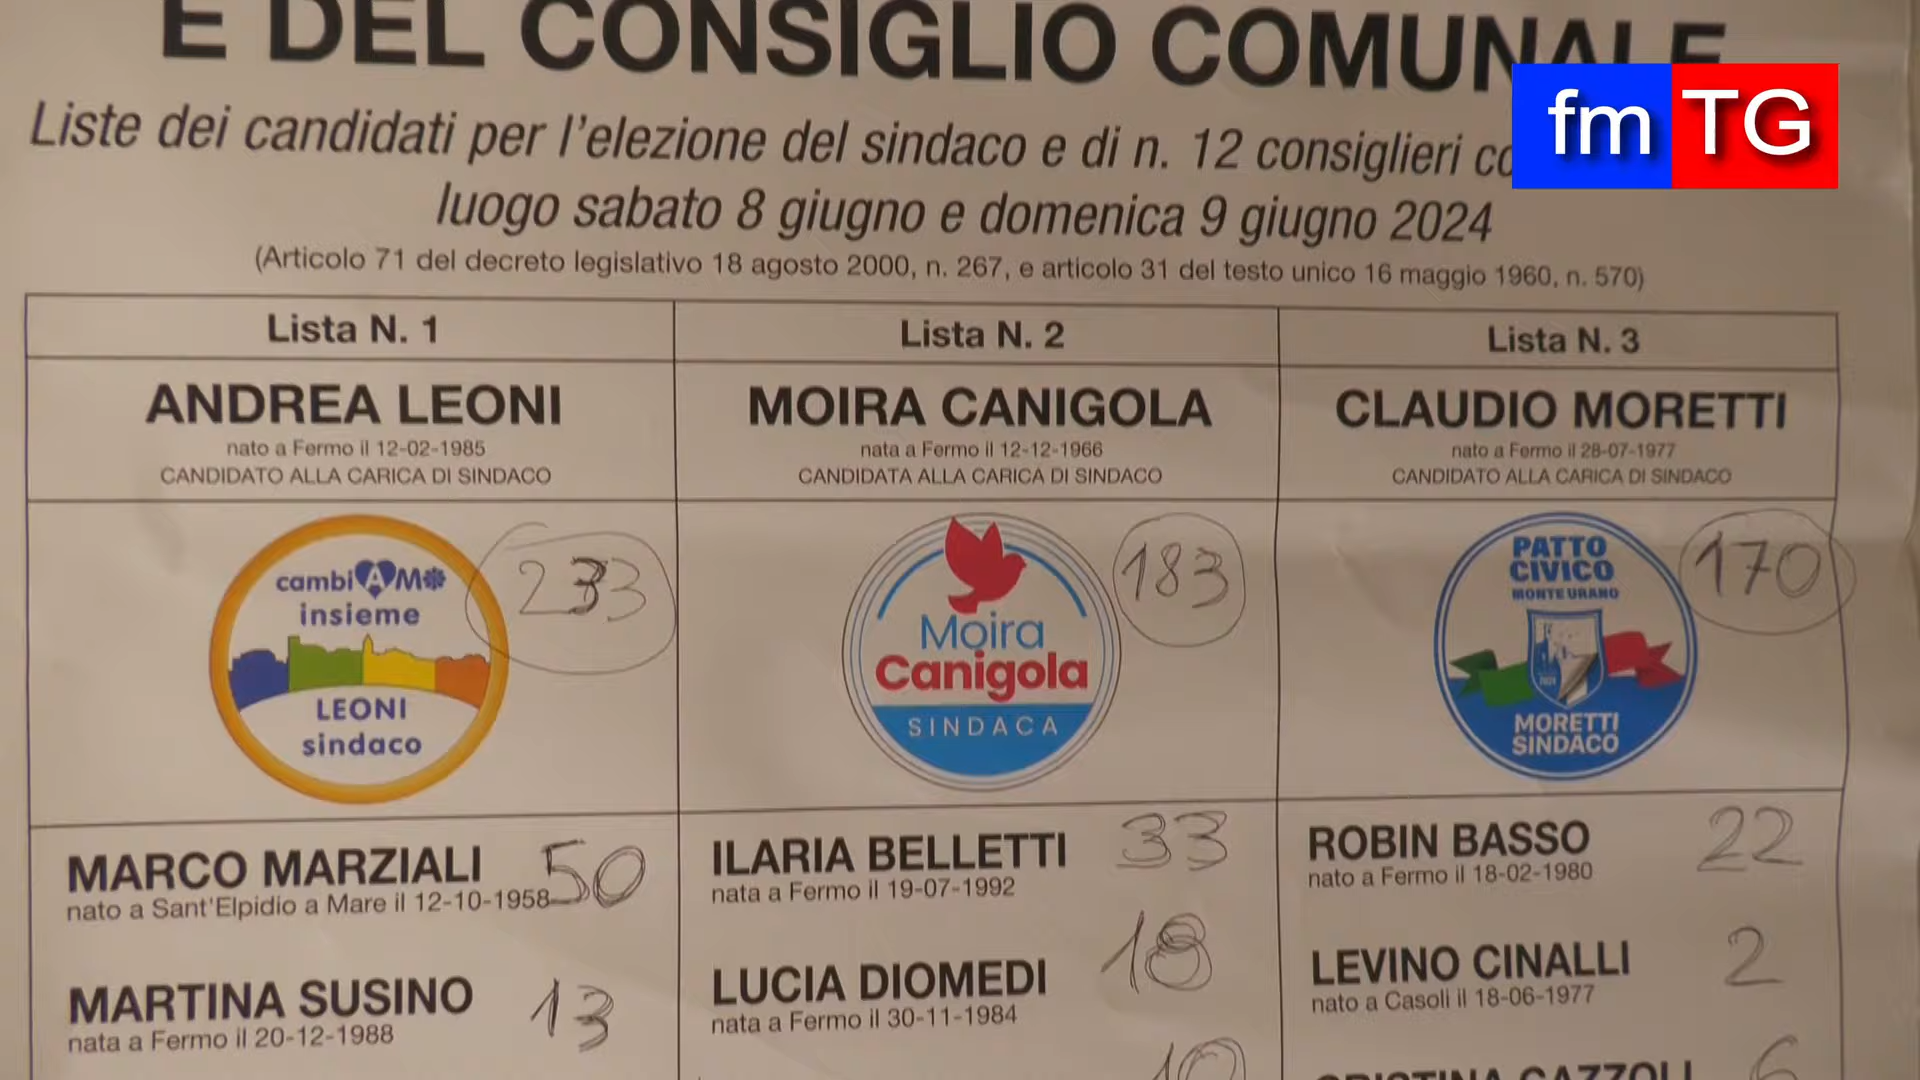 E DEL CONSIGLIO COMUNALE
fm TG
Liste dei candidati per l'elezione del sindaco e di n. 12 consiglieri co
luogo sabato 8 giugno e domenica 9 giugno 2024
(Articolo 71 del decreto legislativo 18 agosto 2000, n. 267, e articolo 31 del testo unico 16 maggio 1960, n. 570)
Lista N. 1
ANDREA LEONI
nato a Fermo il 12-02-1985
CANDIDATO ALLA CARICA DI SINDACO
cambiAMO
insieme
LEONI
sindaco
233
MARCO MARZIALI 50
nato a Sant'Elpidio a Mare il 12-10-1958
MARTINA SUSINO 13
nata a Fermo il 20-12-1988
Lista N. 2
MOIRA CANIGOLA
nata a Fermo il 12-12-1966
CANDIDATA ALLA CARICA DI SINDACO
Moira
Canigola
SINDACA
183
ILARIA BELLETTI 33
nata a Fermo il 19-07-1992
LUCIA DIOMEDI 18
nata a Fermo il 30-11-1984
Lista N. 3
CLAUDIO MORETTI
nato a Fermo il 28-07-1977
CANDIDATO ALLA CARICA DI SINDACO
PATTO
CIVICO
MONTE URANO
MORETTI
SINDACO
170
ROBIN BASSO 22
nato a Fermo il 18-02-1980
LEVINO CINALLI 2
nato a Casoli il 18-06-1977
CRISTINA GAZZOLI 6